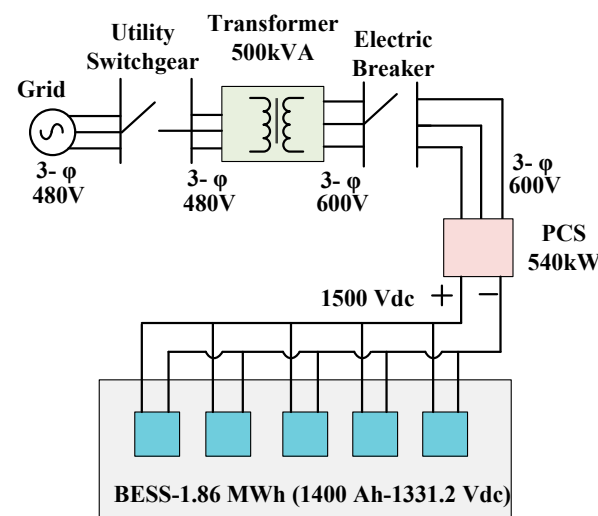 Grid
3- φ
480V
Utility
Switchgear
3- φ
480V
Transformer
500kVA
3- φ
600V
Electric
Breaker
3- φ
600V
PCS
540kW
1500 Vdc + −
BESS-1.86 MWh (1400 Ah-1331.2 Vdc)